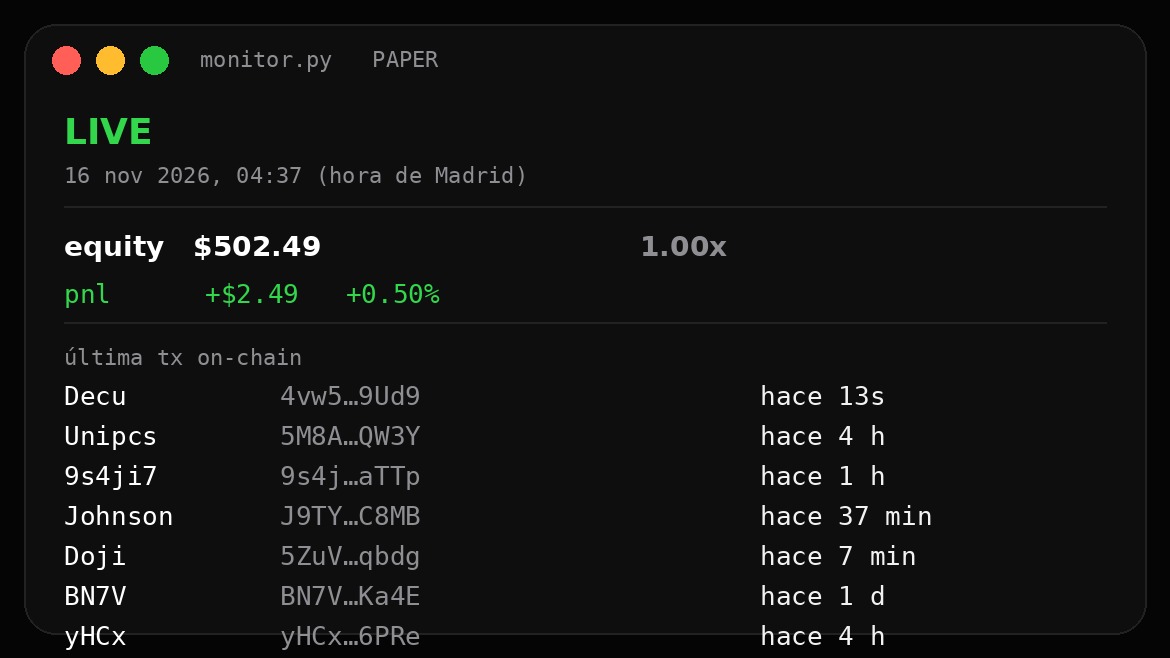 monitor.py PAPER
LIVE
16 nov 2026, 04:37 (hora de Madrid)
equity $502.49 1.00x
pnl +$2.49 +0.50%
última tx on-chain
Decu 4vw5…9Ud9 hace 13s
Unipcs 5M8A…QW3Y hace 4 h
9s4ji7 9s4j…aTTp hace 1 h
Johnson J9TY…C8MB hace 37 min
Doji 5ZuV…qbdg hace 7 min
BN7V BN7V…Ka4E hace 1 d
yHCx yHCx…6PRe hace 4 h